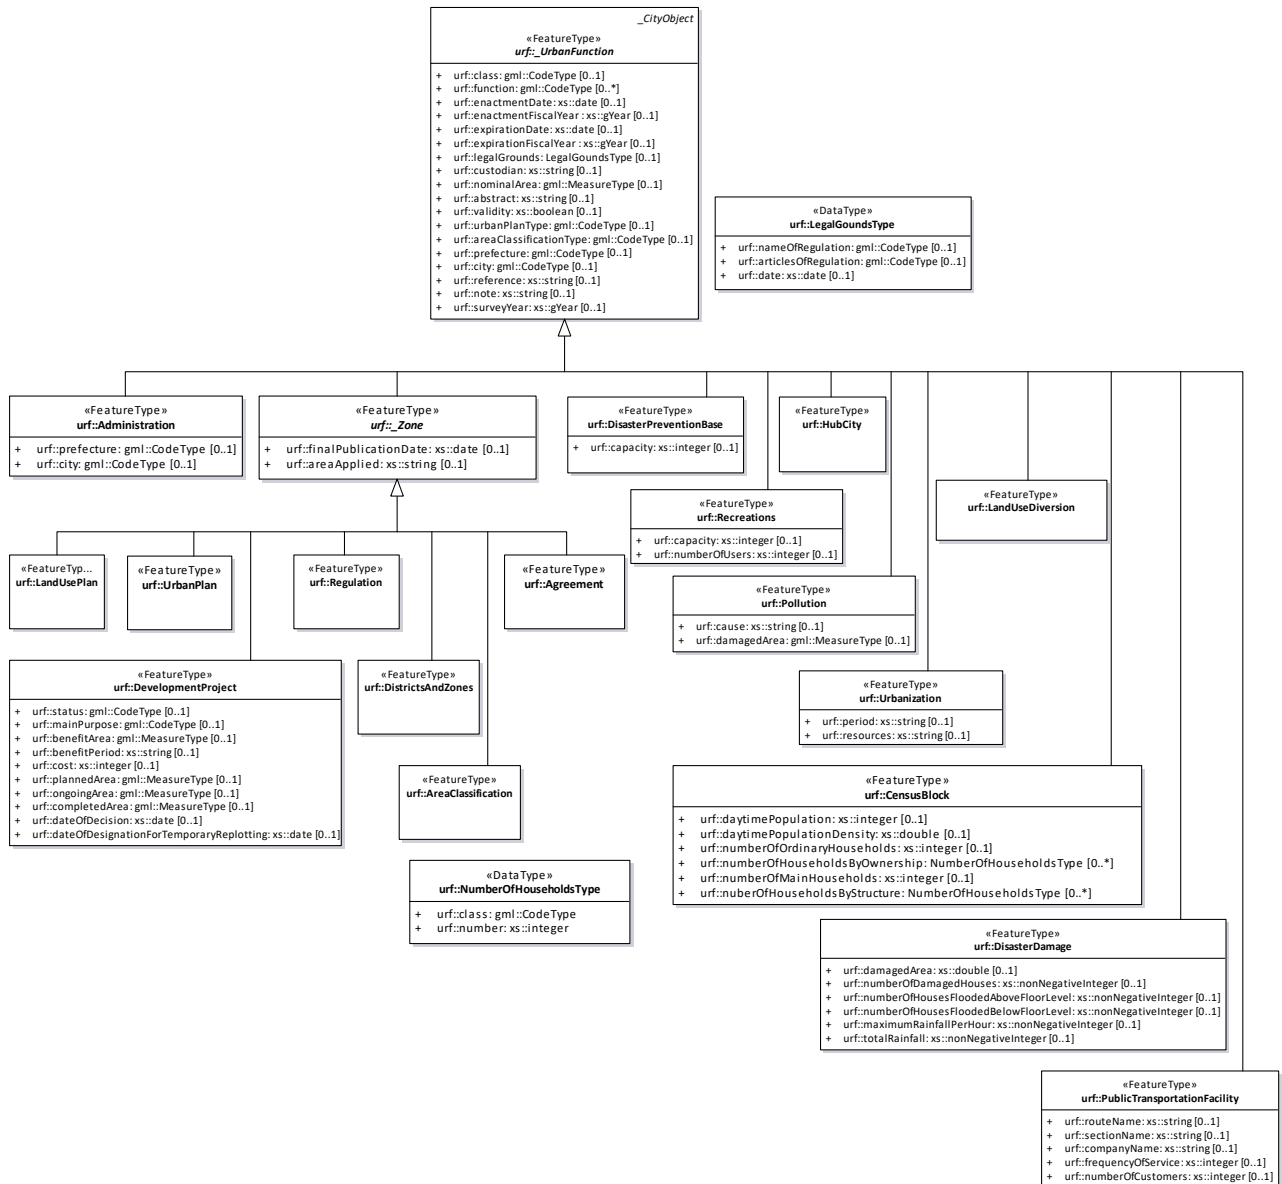 _CityObject
«FeatureType»
urf::_UrbanFunction
+ urf::class: gml::CodeType [0..1]
+ urf::function: gml::CodeType [0..*]
+ urf::enactmentDate: xs::date [0..1]
+ urf::enactmentFiscalYear : xs::gYear [0..1]
+ urf::expirationDate: xs::date [0..1]
+ urf::expirationFiscalYear : xs::gYear [0..1]
+ urf::legalGrounds: LegalGoundsType [0..1]
+ urf::custodian: xs::string [0..1]
+ urf::nominalArea: gml::MeasureType [0..1]
+ urf::abstract: xs::string [0..1]
+ urf::validity: xs::boolean [0..1]
+ urf::urbanPlanType: gml::CodeType [0..1]
+ urf::areaClassificationType: gml::CodeType [0..1]
+ urf::prefecture: gml::CodeType [0..1]
+ urf::city: gml::CodeType [0..1]
+ urf::reference: xs::string [0..1]
+ urf::note: xs::string [0..1]
+ urf::surveyYear: xs::gYear [0..1]
«DataType»
urf::LegalGoundsType
+ urf::nameOfRegulation: gml::CodeType [0..1]
+ urf::articlesOfRegulation: gml::CodeType [0..1]
+ urf::date: xs::date [0..1]
«FeatureType»
urf::Administration
+ urf::prefecture: gml::CodeType [0..1]
+ urf::city: gml::CodeType [0..1]
«FeatureType»
urf::_Zone
+ urf::finalPublicationDate: xs::date [0..1]
+ urf::areaApplied: xs::string [0..1]
«FeatureType»
urf::DisasterPreventionBase
+ urf::capacity: xs::integer [0..1]
«FeatureType»
urf::HubCity
«FeatureType»
urf::Recreations
+ urf::capacity: xs::integer [0..1]
+ urf::numberOfUsers: xs::integer [0..1]
«FeatureType»
urf::LandUseDiversion
«FeatureTyp...
urf::LandUsePlan
«FeatureType»
urf::UrbanPlan
«FeatureType»
urf::Regulation
«FeatureType»
urf::Agreement
«FeatureType»
urf::Pollution
+ urf::cause: xs::string [0..1]
+ urf::damagedArea: gml::MeasureType [0..1]
«FeatureType»
urf::DevelopmentProject
+ urf::status: gml::CodeType [0..1]
+ urf::mainPurpose: gml::CodeType [0..1]
+ urf::benefitArea: gml::MeasureType [0..1]
+ urf::benefitPeriod: xs::string [0..1]
+ urf::cost: xs::integer [0..1]
+ urf::plannedArea: gml::MeasureType [0..1]
+ urf::ongoingArea: gml::MeasureType [0..1]
+ urf::completedArea: gml::MeasureType [0..1]
+ urf::dateOfDecision: xs::date [0..1]
+ urf::dateOfDesignationForTemporaryReplotting: xs::date [0..1]
«FeatureType»
urf::DistrictsAndZones
«FeatureType»
urf::Urbanization
+ urf::period: xs::string [0..1]
+ urf::resources: xs::string [0..1]
«FeatureType»
urf::AreaClassification
«FeatureType»
urf::CensusBlock
+ urf::daytimePopulation: xs::integer [0..1]
+ urf::daytimePopulationDensity: xs::double [0..1]
+ urf::numberOfOrdinaryHouseholds: xs::integer [0..1]
+ urf::numberOfHouseholdsByOwnership: NumberOfHouseholdsType [0..*]
+ urf::numberOfMainHouseholds: xs::integer [0..1]
+ urf::nuberOfHouseholdsByStructure: NumberOfHouseholdsType [0..*]
«DataType»
urf::NumberOfHouseholdsType
+ urf::class: gml::CodeType
+ urf::number: xs::integer
«FeatureType»
urf::DisasterDamage
+ urf::damagedArea: xs::double [0..1]
+ urf::numberOfDamagedHouses: xs::nonNegativeInteger [0..1]
+ urf::numberOfHousesFloodedAboveFloorLevel: xs::nonNegativeInteger [0..1]
+ urf::numberOfHousesFloodedBelowFloorLevel: xs::nonNegativeInteger [0..1]
+ urf::maximumRainfallPerHour: xs::nonNegativeInteger [0..1]
+ urf::totalRainfall: xs::nonNegativeInteger [0..1]
«FeatureType»
urf::PublicTransportationFacility
+ urf::routeName: xs::string [0..1]
+ urf::sectionName: xs::string [0..1]
+ urf::companyName: xs::string [0..1]
+ urf::frequencyOfService: xs::integer [0..1]
+ urf::numberOfCustomers: xs::integer [0..1]